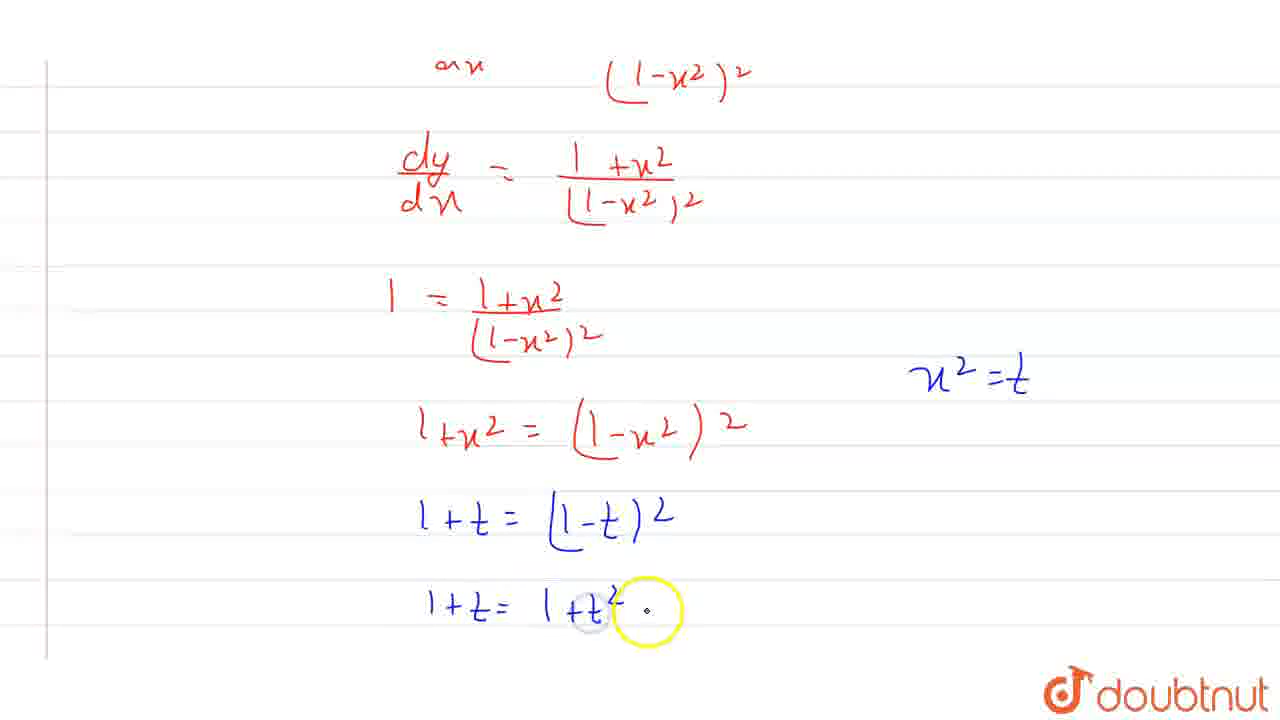 dx (1-x²)²
dy/dx = (1+x²)/(1-x²)²
1 = (1+x²)/(1-x²)²
x² = t
1+x² = (1-x²)²
1+t = (1-t)²
1+t = 1+t²
doubtnut